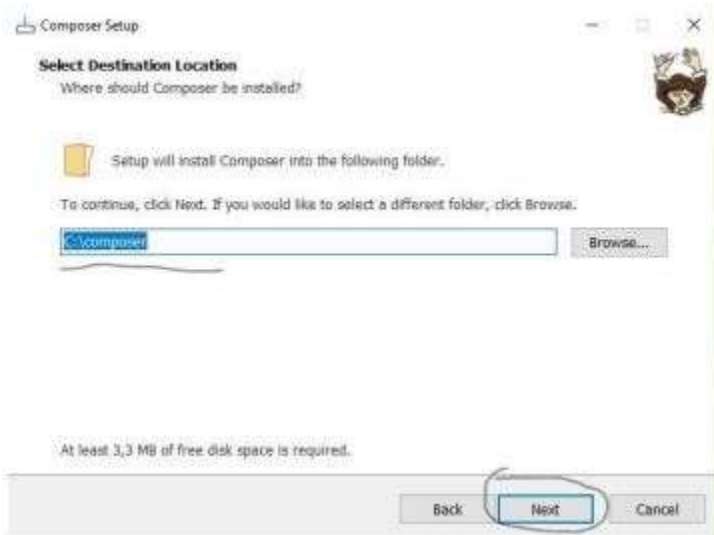 Composer Setup
Select Destination Location
Where should Composer be installed?
Setup will install Composer into the following folder.
To continue, click Next. If you would like to select a different folder, click Browse.
C:\composer
Browse...
At least 3,3 MB of free disk space is required.
Back
Next
Cancel